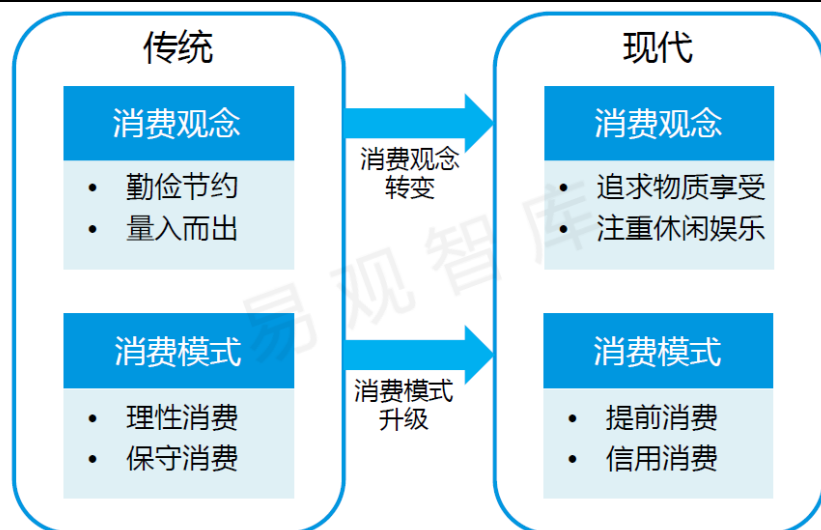 传统
消费观念
• 勤俭节约
• 量入而出
消费模式
• 理性消费
• 保守消费
消费观念
转变
消费模式
升级
现代
消费观念
• 追求物质享受
• 注重休闲娱乐
消费模式
• 提前消费
• 信用消费
易观智库